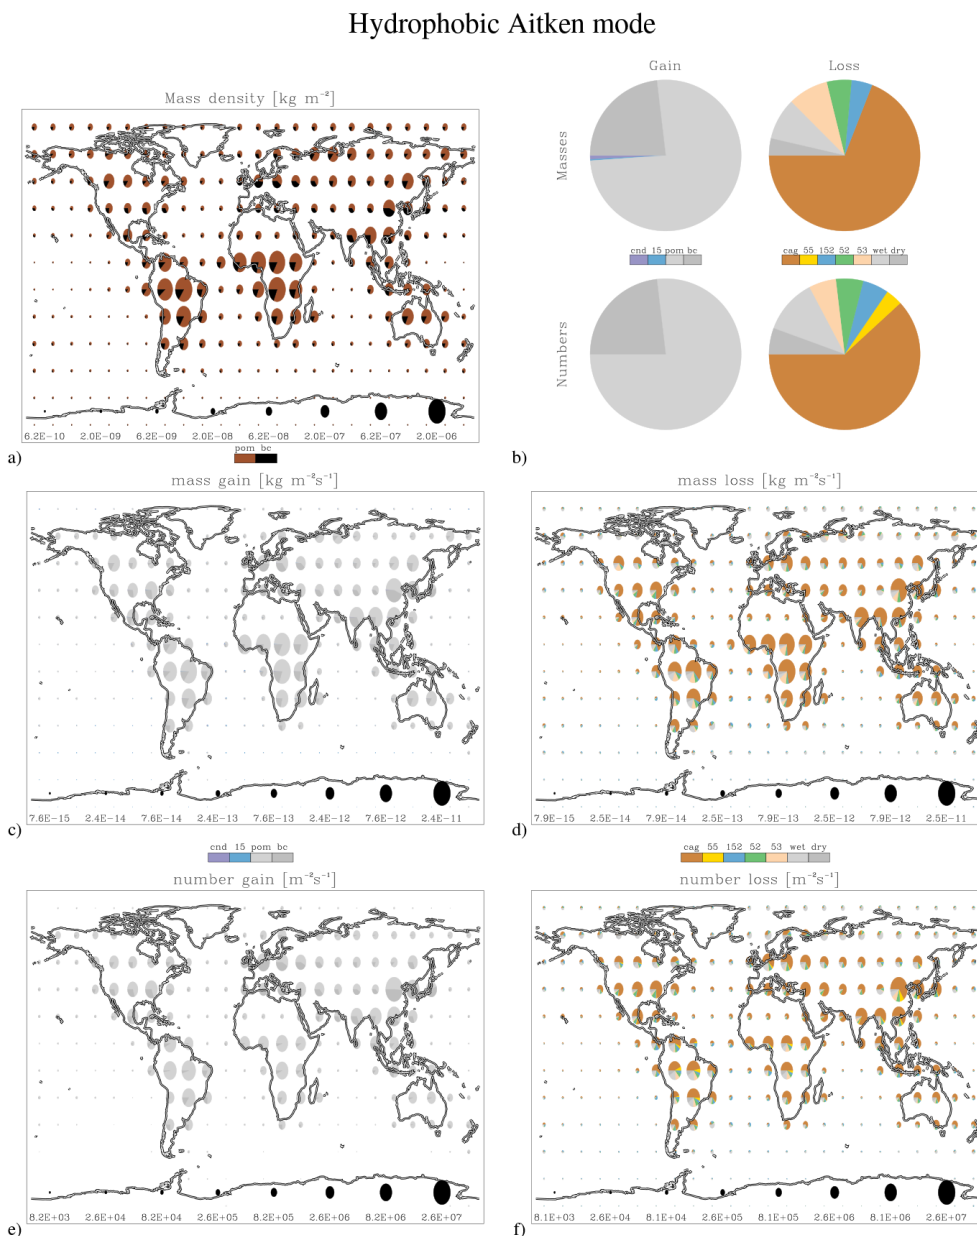 Hydrophobic Aitken mode
Mass density [kg m⁻²]
6.2E−10 2.0E−09 6.2E−09 2.0E−08 6.2E−08 2.0E−07 6.2E−07 2.0E−06
pom bc
a)
Gain Loss
Masses
cnd 15 pom bc
cag 55 152 52 53 wet dry
Numbers
b)
mass gain [kg m⁻²s⁻¹]
7.6E−15 2.4E−14 7.6E−14 2.4E−13 7.6E−13 2.4E−12 7.6E−12 2.4E−11
c)
mass loss [kg m⁻²s⁻¹]
7.9E−15 2.5E−14 7.9E−14 2.5E−13 7.9E−13 2.5E−12 7.9E−12 2.5E−11
d)
cnd 15 pom bc
cag 55 152 52 53 wet dry
number gain [m⁻²s⁻¹]
8.2E+03 2.6E+04 8.2E+04 2.6E+05 8.2E+05 2.6E+06 8.2E+06 2.6E+07
e)
number loss [m⁻²s⁻¹]
8.1E+03 2.6E+04 8.1E+04 2.6E+05 8.1E+05 2.6E+06 8.1E+06 2.6E+07
f)